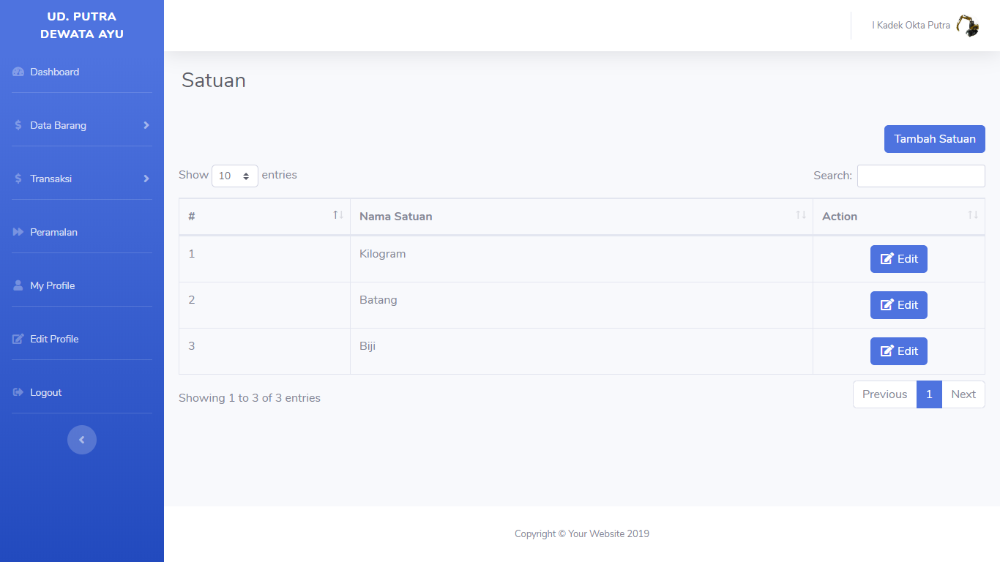 UD. PUTRA
DEWATA AYU
Dashboard
Data Barang
Transaksi
Peramalan
My Profile
Edit Profile
Logout
I Kadek Okta Putra
Satuan
Tambah Satuan
Show 10 entries
Search:
# Nama Satuan Action
1 Kilogram Edit
2 Batang Edit
3 Biji Edit
Showing 1 to 3 of 3 entries
Previous 1 Next
Copyright © Your Website 2019